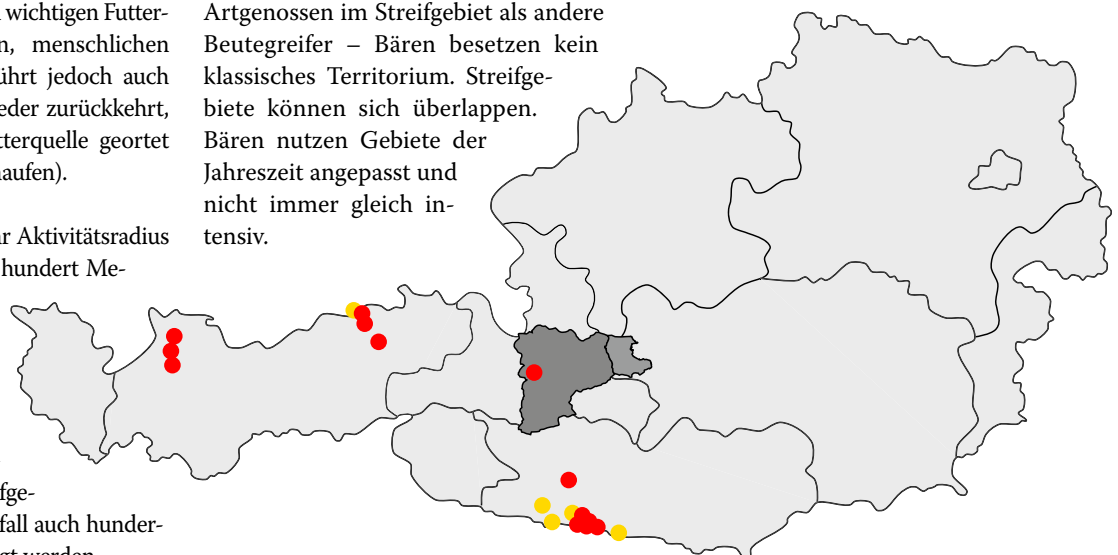 wichtigen Futter-
n, menschlichen
ührt jedoch auch
eder zurückkehrt,
tterquelle geortet
aufen).
r Aktivitätsradius
hundert Me-
fge-
fall auch hunder-
gt werden
Artgenossen im Streifgebiet als andere
Beutegreifer – Bären besetzen kein
klassisches Territorium. Streifge-
biete können sich überlappen.
Bären nutzen Gebiete der
Jahreszeit angepasst und
nicht immer gleich in-
tensiv.